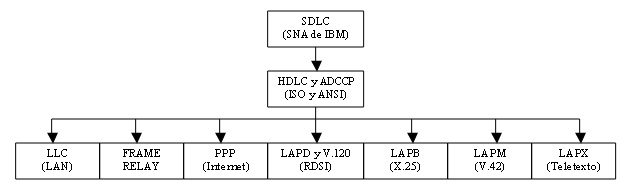 SDLC
(SNA de IBM)
HDLC y ADCCP
(ISO y ANSI)
LLC
(LAN)
FRAME
RELAY
PPP
(Internet)
LAPD y V.120
(RDSI)
LAPB
(X.25)
LAPM
(V.42)
LAPX
(Teletexto)